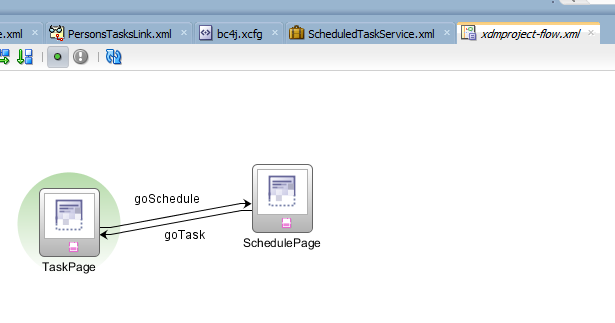 e.xml PersonsTasksLink.xml bc4j.xcfg ScheduledTaskService.xml xdmproject-flow.xml
goSchedule
goTask
SchedulePage
TaskPage